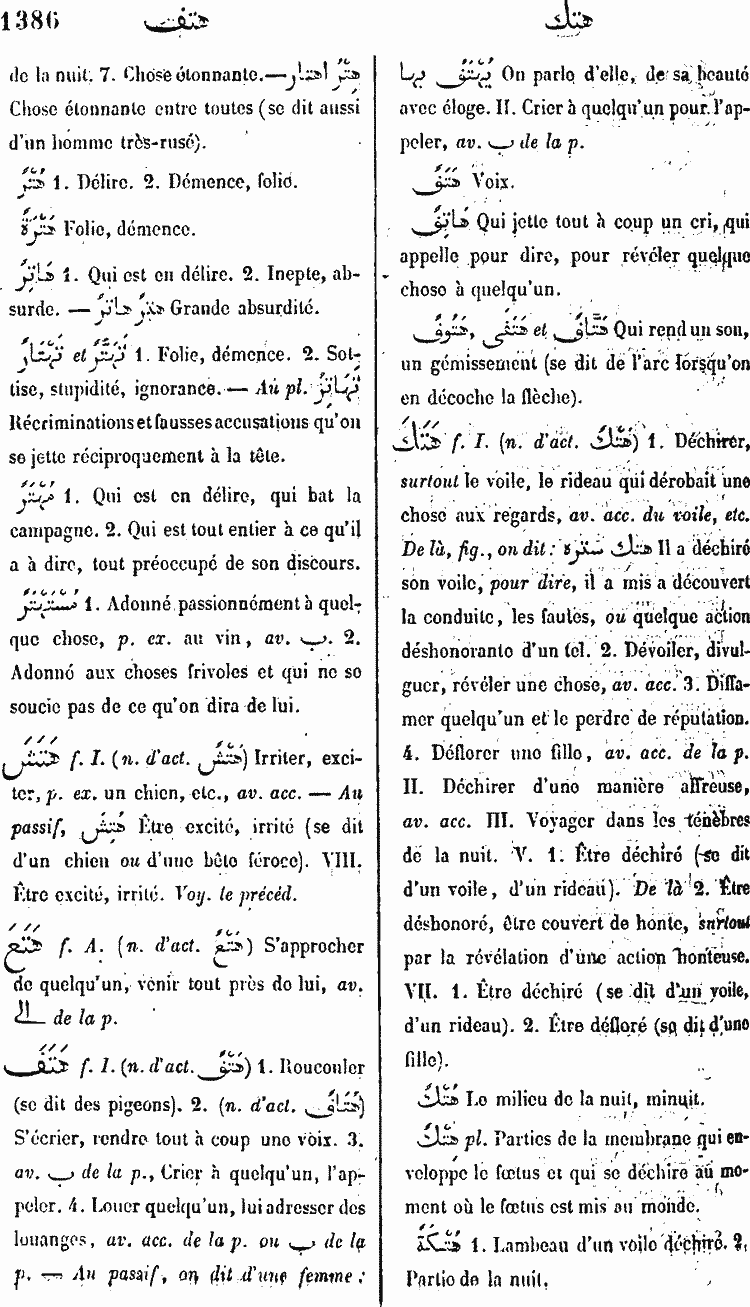 1386 هتف هتك
de la nuit. 7. Chose étonnante.— هِتْرُ اهتار
Chose étonnante entre toutes (se dit aussi
d'un homme très-rusé).
هُتْرٌ 1. Délire. 2. Démence, folie.
هَتْرَةٌ Folie, démence.
هَاتِرٌ 1. Qui est en délire. 2. Inepte, ab-
surde. — هِتْرٌ هاتِرٌ Grande absurdité.
تَهْتَارٌ et تَهْتَرٌ 1. Folie, démence. 2. Sot-
tise, stupidité, ignorance. — Au pl. تَهَاتِرُ
Récriminations et fausses accusations qu'on
se jette réciproquement à la tête.
مُهْتَرٌ 1. Qui est en délire, qui bat la
campagne. 2. Qui est tout entier à ce qu'il
a à dire, tout préoccupé de son discours.
مُسْتَهْتَرٌ 1. Adonné passionnément à quel-
que chose, p. ex. au vin, av. ب. 2.
Adonné aux choses frivoles et qui ne se
soucie pas de ce qu'on dira de lui.
هَتَشَ f. I. (n. d'act. هَتْشٌ) Irriter, exci-
ter, p. ex. un chien, etc., av. acc. — Au
passif, هُتِشَ Être excité, irrité (se dit
d'un chien ou d'une bête féroce). VIII.
Être excité, irrité. Voy. le précéd.
هَتَعَ f. A. (n. d'act. هَتْعٌ) S'approcher
de quelqu'un, venir tout près de lui, av.
الى de la p.
هَتَفَ f. I. (n. d'act. هَتْفٌ) 1. Roucouler
(se dit des pigeons). 2. (n. d'act. هُتَافٌ)
S'écrier, rendre tout à coup une voix. 3.
av. ب de la p., Crier à quelqu'un, l'ap-
peler. 4. Louer quelqu'un, lui adresser des
louanges, av. acc. de la p. ou ب de la
p. — Au passif, on dit d'une femme :
يُهْتَفُ بها On parle d'elle, de sa beauté
avec éloge. II. Crier à quelqu'un pour l'ap-
peler, av. ب de la p.
هَتْفٌ Voix.
هَاتِفٌ Qui jette tout à coup un cri, qui
appelle pour dire, pour révéler quelque
chose à quelqu'un.
هَتُوفٌ, هَتَفَى et هَتَّافٌ Qui rend un son,
un gémissement (se dit de l'arc lorsqu'on
en décoche la flèche).
هَتَكَ f. I. (n. d'act. هَتْكٌ) 1. Déchirer,
surtout le voile, le rideau qui dérobait une
chose aux regards, av. acc. du voile, etc.
De là, fig., on dit : هتك ستره Il a déchiré
son voile, pour dire, il a mis a découvert
la conduite, les fautes, ou quelque action
déshonorante d'un tel. 2. Dévoiler, divul-
guer, révéler une chose, av. acc. 3. Diffa-
mer quelqu'un et le perdre de réputation.
4. Déflorer une fille, av. acc. de la p.
II. Déchirer d'une manière affreuse,
av. acc. III. Voyager dans les ténèbres
de la nuit. V. 1. Être déchiré (se dit
d'un voile, d'un rideau). De là 2. Être
déshonoré, être couvert de honte, surtout
par la révélation d'une action honteuse.
VII. 1. Être déchiré (se dit d'un voile,
d'un rideau). 2. Être défloré (se dit d'une
fille).
هُتْكٌ Le milieu de la nuit, minuit.
هُتْكٌ pl. Parties de la membrane qui en-
veloppe le fœtus et qui se déchire au mo-
ment où le fœtus est mis au monde.
هُتْكَةٌ 1. Lambeau d'un voile déchiré. 2.
Partie de la nuit.